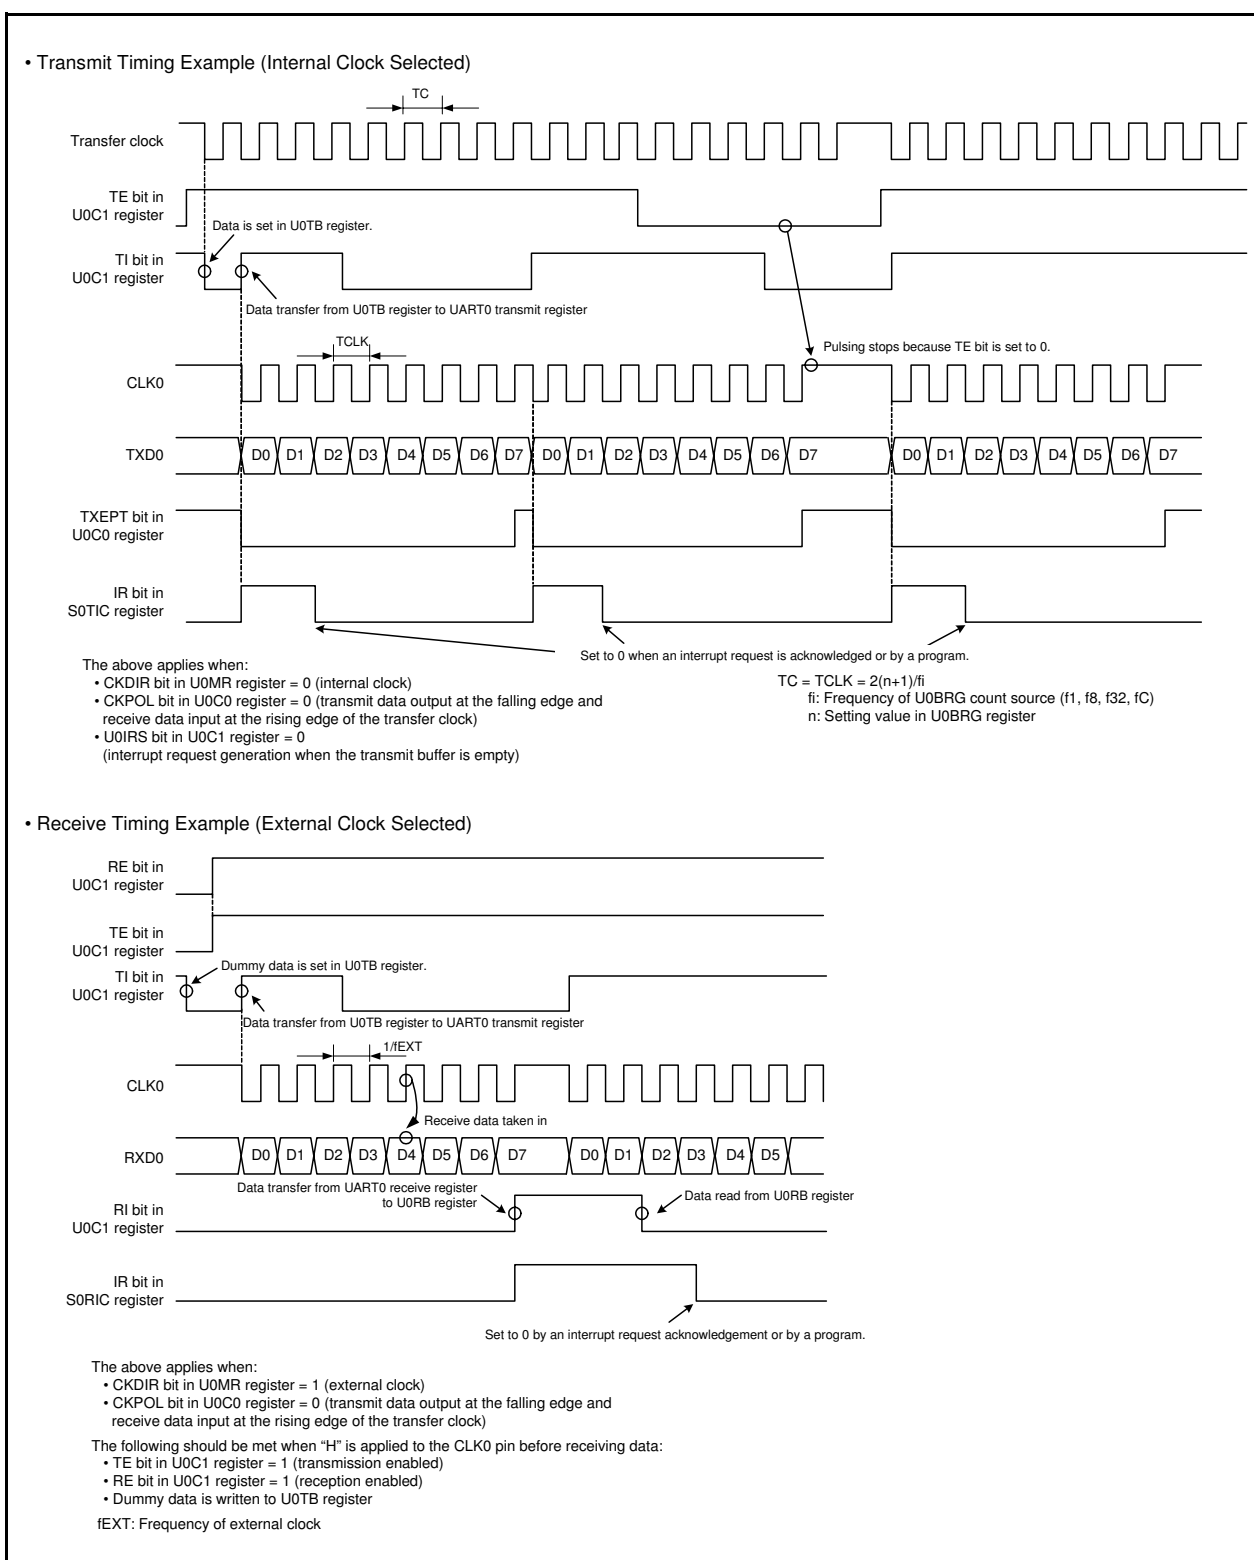 • Transmit Timing Example (Internal Clock Selected)
TC
Transfer clock
TE bit in
U0C1 register
Data is set in U0TB register.
TI bit in
U0C1 register
Data transfer from U0TB register to UART0 transmit register
TCLK
Pulsing stops because TE bit is set to 0.
CLK0
TXD0
D0 D1 D2 D3 D4 D5 D6 D7 D0 D1 D2 D3 D4 D5 D6 D7 D0 D1 D2 D3 D4 D5 D6 D7
TXEPT bit in
U0C0 register
IR bit in
S0TIC register
Set to 0 when an interrupt request is acknowledged or by a program.
The above applies when:
• CKDIR bit in U0MR register = 0 (internal clock)
• CKPOL bit in U0C0 register = 0 (transmit data output at the falling edge and
receive data input at the rising edge of the transfer clock)
• U0IRS bit in U0C1 register = 0
(interrupt request generation when the transmit buffer is empty)
TC = TCLK = 2(n+1)/fi
fi: Frequency of U0BRG count source (f1, f8, f32, fC)
n: Setting value in U0BRG register
• Receive Timing Example (External Clock Selected)
RE bit in
U0C1 register
TE bit in
U0C1 register
Dummy data is set in U0TB register.
TI bit in
U0C1 register
Data transfer from U0TB register to UART0 transmit register
1/fEXT
CLK0
Receive data taken in
RXD0
D0 D1 D2 D3 D4 D5 D6 D7 D0 D1 D2 D3 D4 D5
Data transfer from UART0 receive register
to U0RB register
Data read from U0RB register
RI bit in
U0C1 register
IR bit in
S0RIC register
Set to 0 by an interrupt request acknowledgement or by a program.
The above applies when:
• CKDIR bit in U0MR register = 1 (external clock)
• CKPOL bit in U0C0 register = 0 (transmit data output at the falling edge and
receive data input at the rising edge of the transfer clock)
The following should be met when “H” is applied to the CLK0 pin before receiving data:
• TE bit in U0C1 register = 1 (transmission enabled)
• RE bit in U0C1 register = 1 (reception enabled)
• Dummy data is written to U0TB register
fEXT: Frequency of external clock